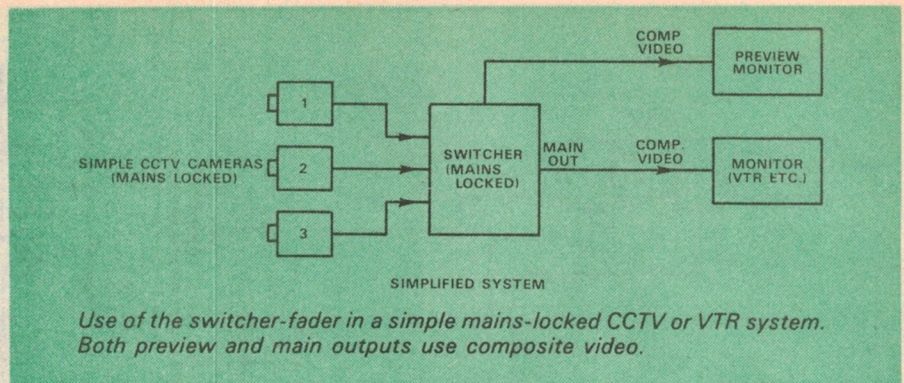 COMP
VIDEO
PREVIEW
MONITOR
1
SIMPLE CCTV CAMERAS
(MAINS LOCKED)
2
SWITCHER
(MAINS
LOCKED)
MAIN
OUT
COMP.
VIDEO
MONITOR
(VTR ETC.)
3
SIMPLIFIED SYSTEM
Use of the switcher-fader in a simple mains-locked CCTV or VTR system.
Both preview and main outputs use composite video.